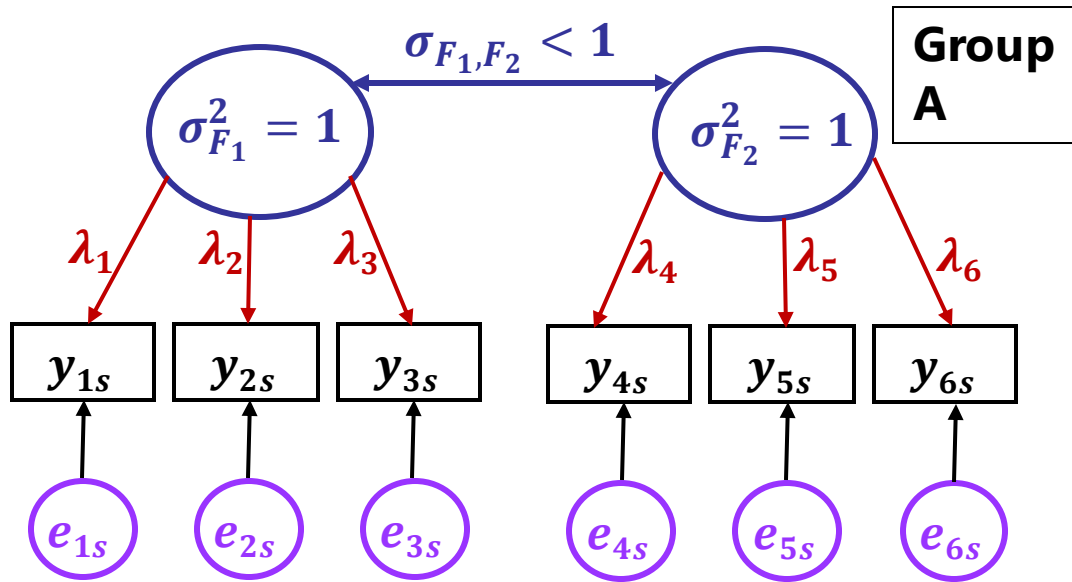 σ_{F₁,F₂} < 1
Group
A
σ²_{F₁} = 1
σ²_{F₂} = 1
λ₁ λ₂ λ₃ λ₄ λ₅ λ₆
y₁ₛ y₂ₛ y₃ₛ y₄ₛ y₅ₛ y₆ₛ
e₁ₛ e₂ₛ e₃ₛ e₄ₛ e₅ₛ e₆ₛ